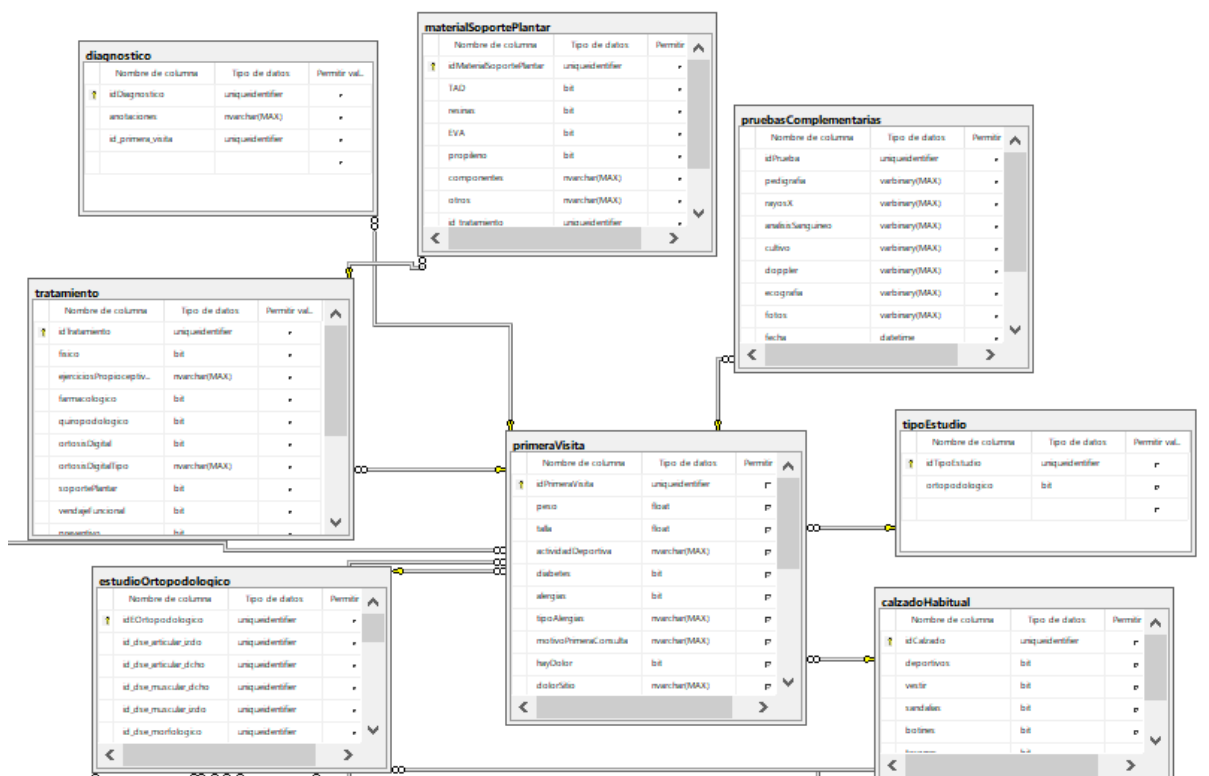 diagnostico
Nombre de columna Tipo de datos Permitir val..
idDiagnostico uniqueidentifier
anotaciones nvarchar(MAX)
id_primera_visita uniqueidentifier
materialSoportePlantar
Nombre de columna Tipo de datos Permitir
idMaterialSoportePlantar uniqueidentifier
TAD bit
resinas bit
EVA bit
propileno bit
componentes nvarchar(MAX)
otros nvarchar(MAX)
id_tratamiento uniqueidentifier
pruebasComplementarias
Nombre de columna Tipo de datos Permitir
idPrueba uniqueidentifier
pedigrafia varbinary(MAX)
rayosX varbinary(MAX)
analisisSanguineo varbinary(MAX)
cultivo varbinary(MAX)
doppler varbinary(MAX)
ecografia varbinary(MAX)
fotos varbinary(MAX)
fecha datetime
tratamiento
Nombre de columna Tipo de datos Permitir val..
idTratamiento uniqueidentifier
fisico bit
ejerciciosPropioceptiv... nvarchar(MAX)
farmacologico bit
quiropodologico bit
ortosisDigital bit
ortosisDigitalTipo nvarchar(MAX)
soportePlantar bit
vendajeFuncional bit
preventivo bit
primeraVisita
Nombre de columna Tipo de datos Permitir
idPrimeraVisita uniqueidentifier
peso float
talla float
actividadDeportiva nvarchar(MAX)
diabetes bit
alergias bit
tipoAlergias nvarchar(MAX)
motivoPrimeraConsulta nvarchar(MAX)
hayDolor bit
dolorSitio nvarchar(MAX)
tipoEstudio
Nombre de columna Tipo de datos Permitir val..
idTipoEstudio uniqueidentifier
ortopodologico bit
estudioOrtopodologico
Nombre de columna Tipo de datos Permitir
idEOrtopodologico uniqueidentifier
id_dse_articular_izdo uniqueidentifier
id_dse_articular_dcho uniqueidentifier
id_dse_muscular_dcho uniqueidentifier
id_dse_muscular_izdo uniqueidentifier
id_dse_morfologico uniqueidentifier
calzadoHabitual
Nombre de columna Tipo de datos Permitir
idCalzado uniqueidentifier
deportivos bit
vestir bit
sandalias bit
botines bit
bit